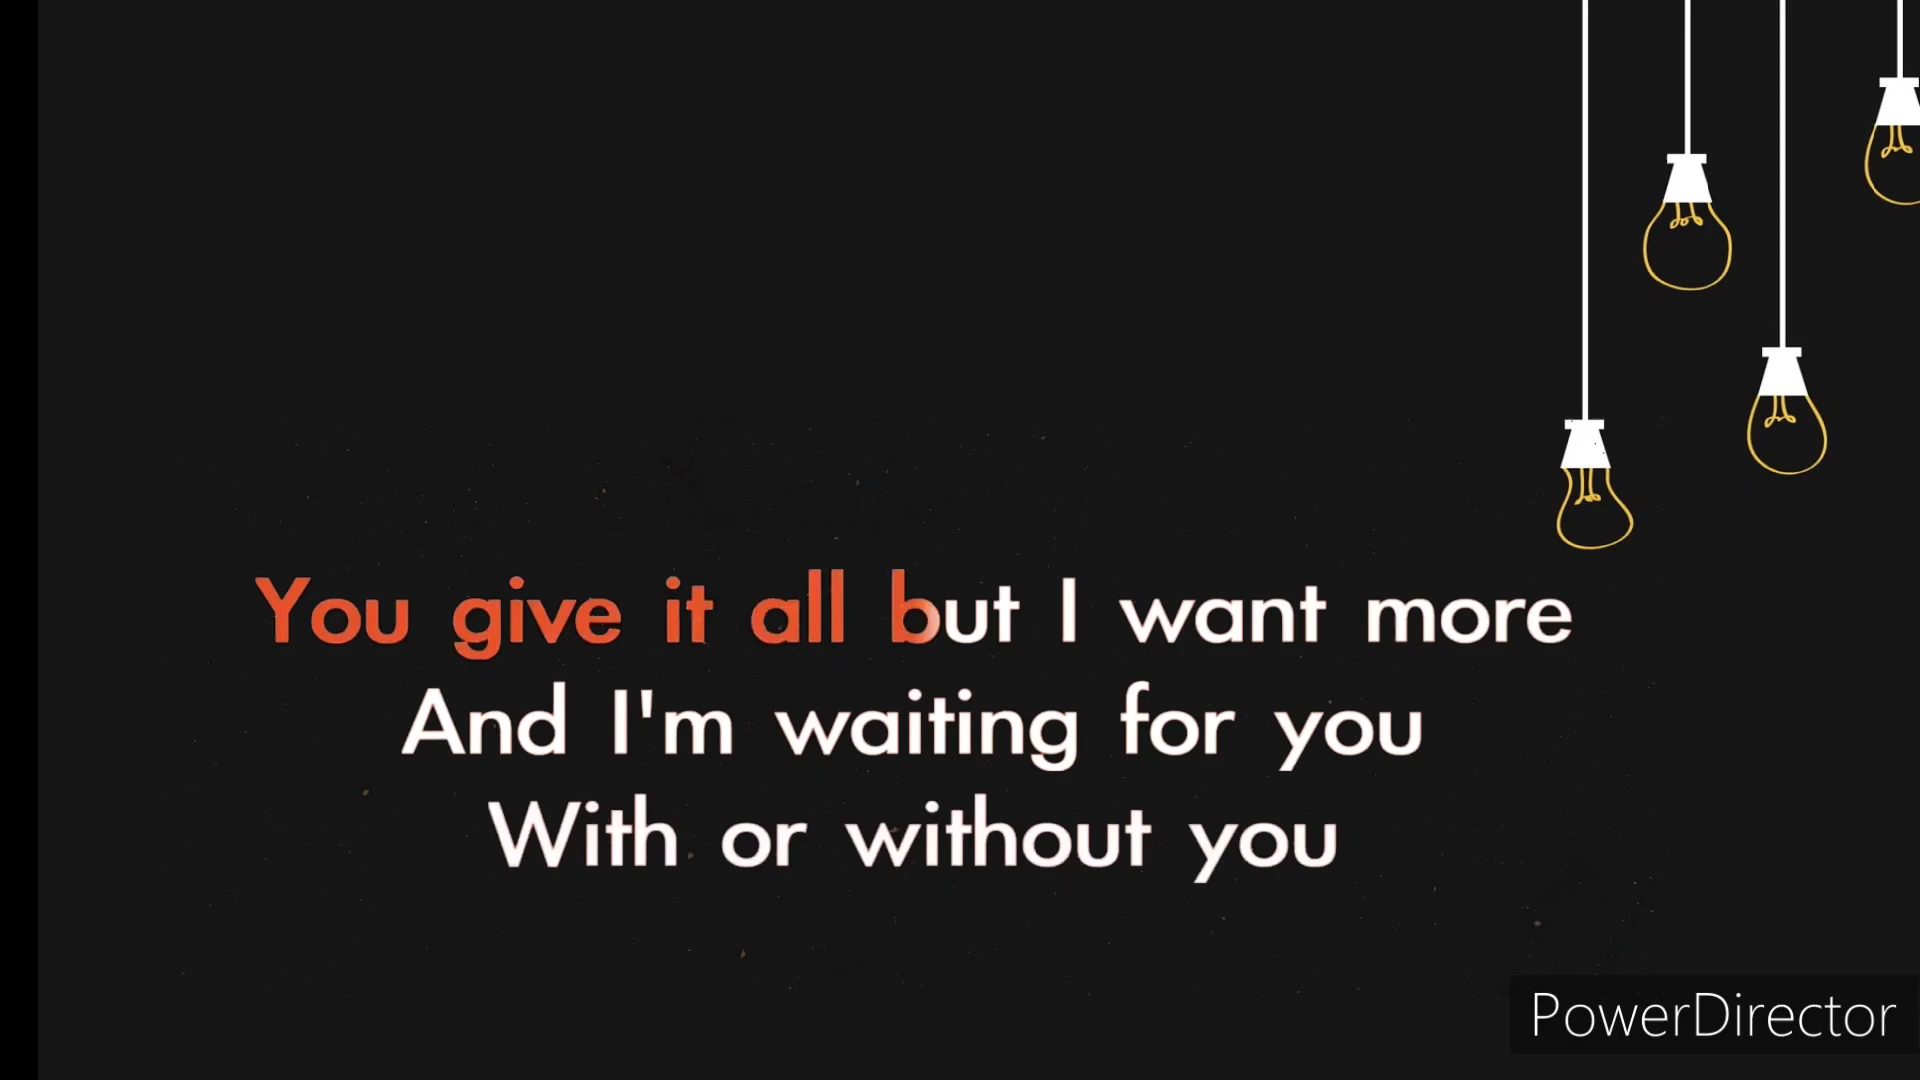 You give it all but I want more
And I'm waiting for you
With or without you
PowerDirector